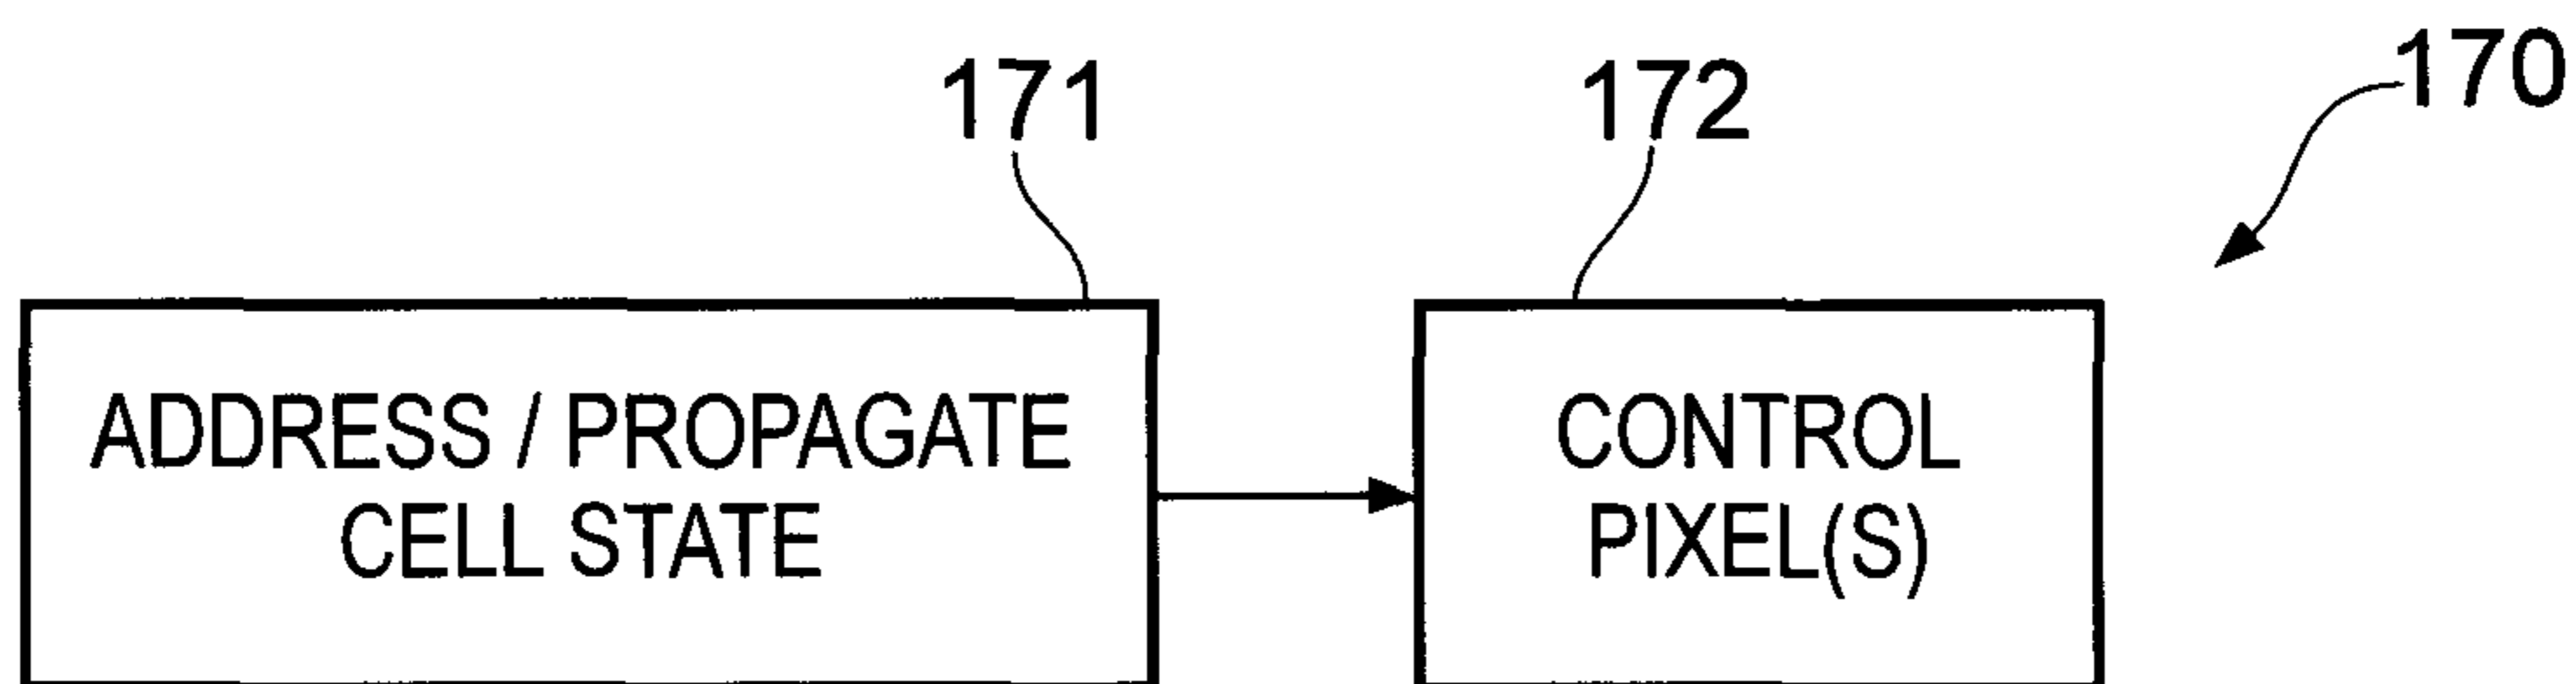 171
172
170
ADDRESS / PROPAGATE
CELL STATE
CONTROL
PIXEL(S)